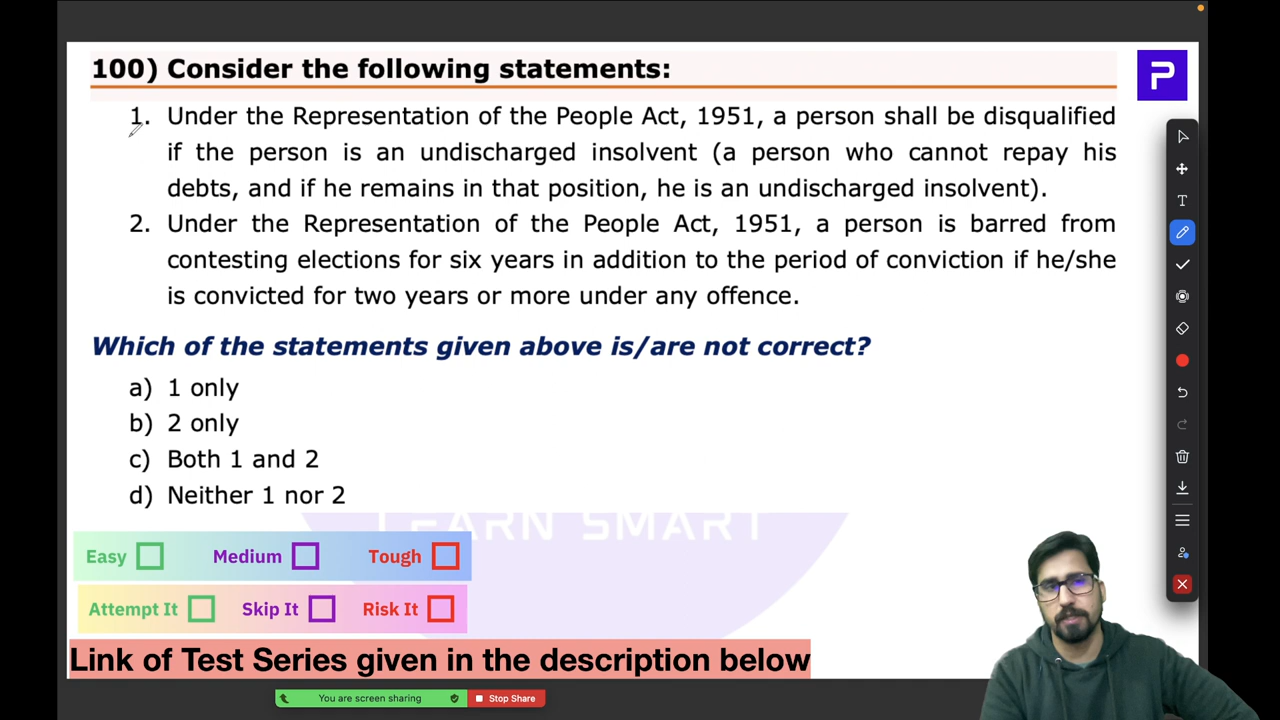 100) Consider the following statements:
1. Under the Representation of the People Act, 1951, a person shall be disqualified
if the person is an undischarged insolvent (a person who cannot repay his
debts, and if he remains in that position, he is an undischarged insolvent).
2. Under the Representation of the People Act, 1951, a person is barred from
contesting elections for six years in addition to the period of conviction if he/she
is convicted for two years or more under any offence.
Which of the statements given above is/are not correct?
a) 1 only
b) 2 only
c) Both 1 and 2
d) Neither 1 nor 2
LEARN SMART
Easy Medium Tough
Attempt It Skip It Risk It
Link of Test Series given in the description below
You are screen sharing Stop Share
P
T